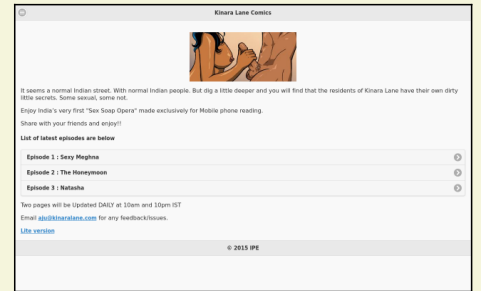 Kinara Lane Comics
It seems a normal Indian street. With normal Indian people. But dig a little deeper and you will find that the residents of Kinara Lane have their own dirty
little secrets. Some sexual, some not.
Enjoy India's very first "Sex Soap Opera" made exclusively for Mobile phone reading.
Share with your friends and enjoy!!
List of latest episodes are below
Episode 1 : Sexy Meghna
Episode 2 : The Honeymoon
Episode 3 : Natasha
Two pages will be Updated DAILY at 10am and 10pm IST
Email aju@kinaralane.com for any feedback/issues.
Lite version
© 2015 IPE